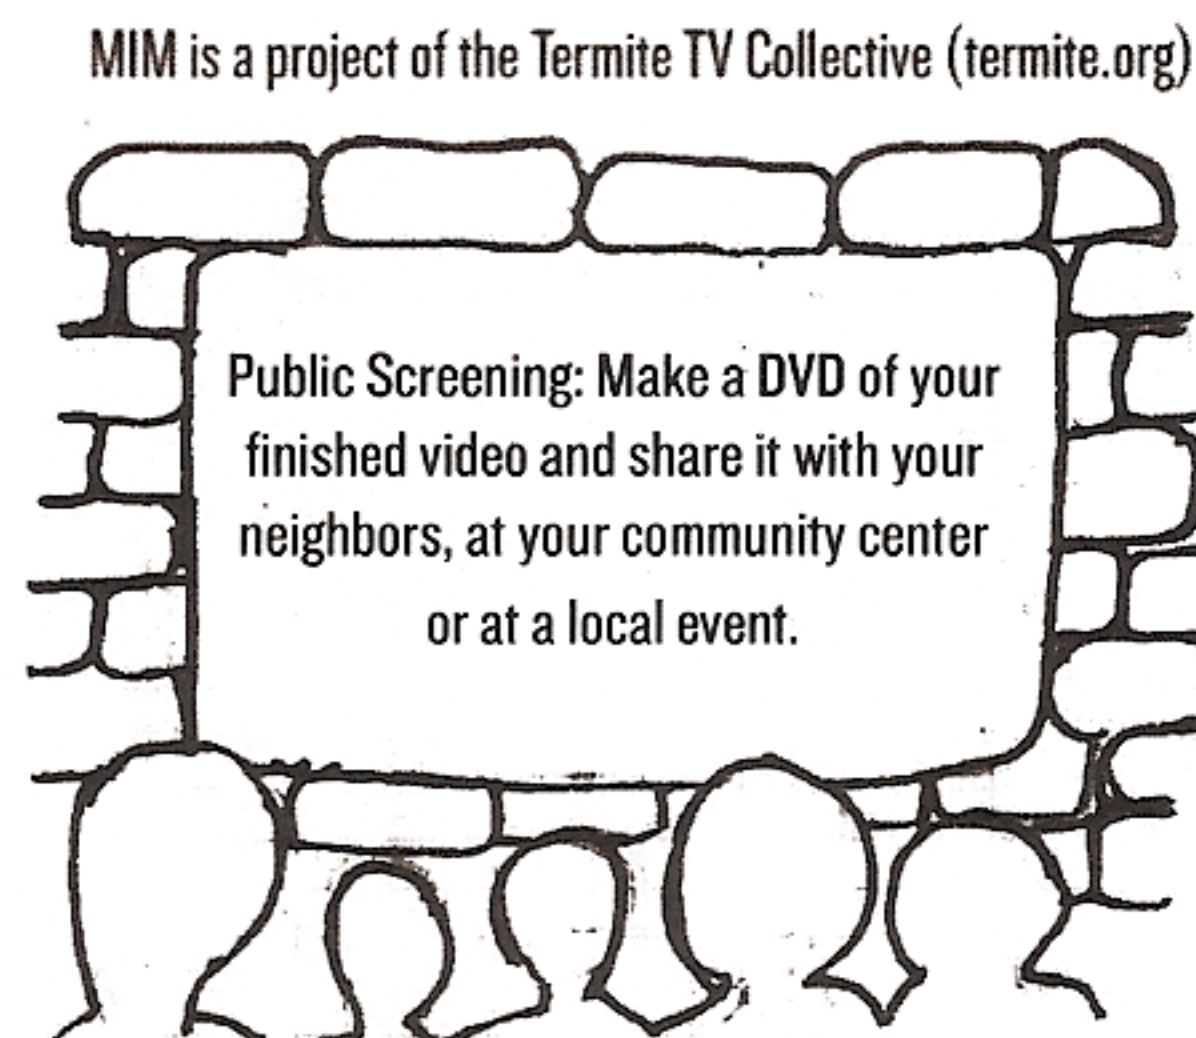 MIM is a project of the Termite TV Collective (termite.org)
Public Screening: Make a DVD of your
finished video and share it with your
neighbors, at your community center
or at a local event.